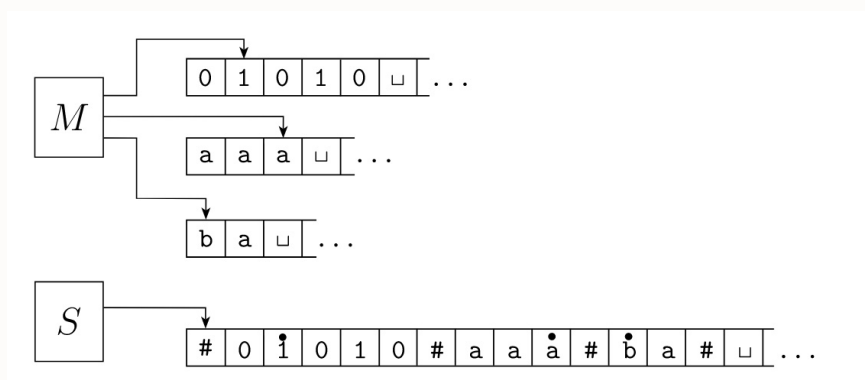 0 1 0 1 0 ␣ ...
M
a a a ␣ ...
b a ␣ ...
S
# 0 1̇ 0 1 0 # a a ȧ # ḃ a # ␣ ...